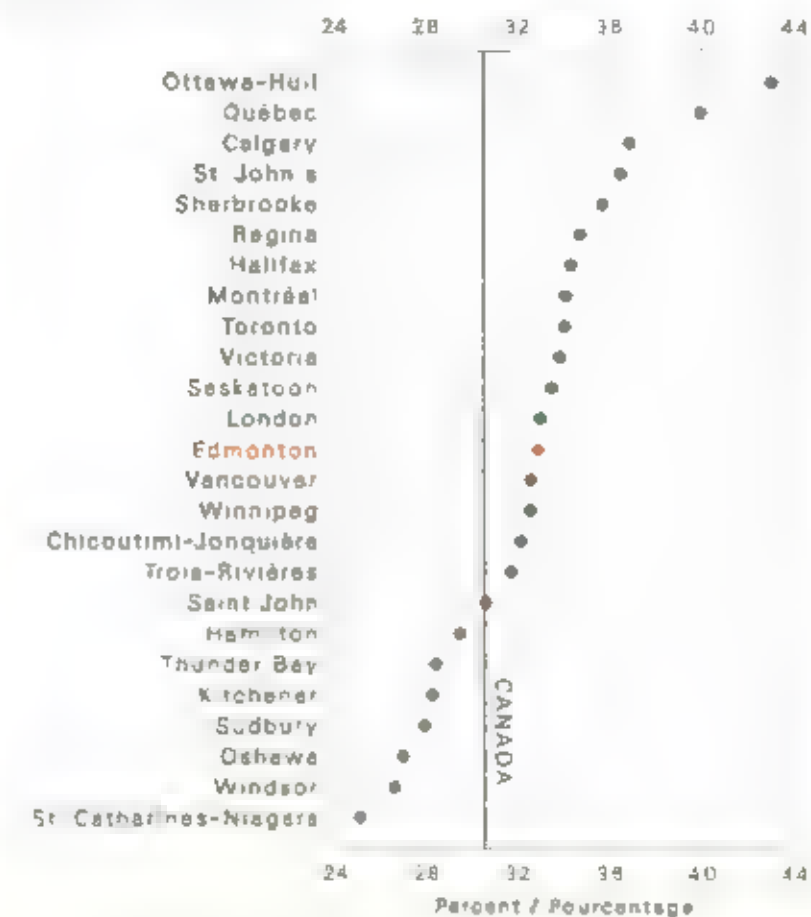 24 28 32 36 40 44
Ottawa-Hull
Québec
Calgary
St John's
Sherbrooke
Regina
Halifax
Montréal
Toronto
Victoria
Saskatoon
London
Edmonton
Vancouver
Winnipeg
Chicoutimi-Jonquière
Trois-Rivières
Saint John
Hamilton
Thunder Bay
Kitchener
Sudbury
Oshawa
Windsor
St Catharines-Niagara
CANADA
24 28 32 36 40 44
Percent / Pourcentage